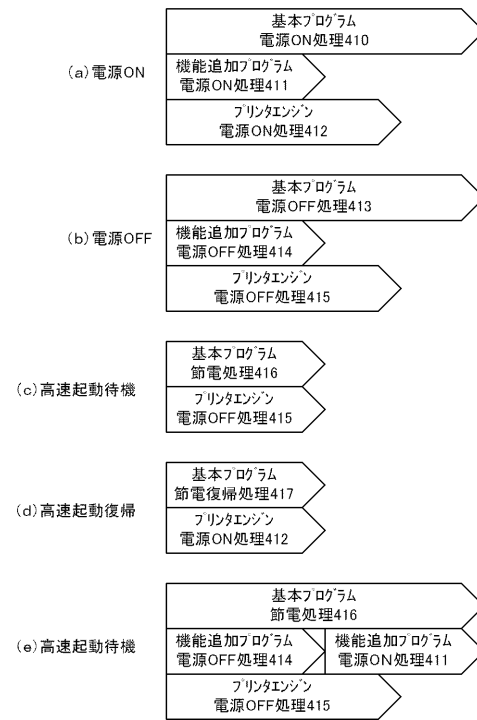 基本プログラム
電源ON処理410
(a)電源ON
機能追加プログラム
電源ON処理411
プリンタエンジン
電源ON処理412
基本プログラム
電源OFF処理413
(b)電源OFF
機能追加プログラム
電源OFF処理414
プリンタエンジン
電源OFF処理415
(c)高速起動待機
基本プログラム
節電処理416
プリンタエンジン
電源OFF処理415
(d)高速起動復帰
基本プログラム
節電復帰処理417
プリンタエンジン
電源ON処理412
基本プログラム
節電処理416
(e)高速起動待機
機能追加プログラム
電源OFF処理414
機能追加プログラム
電源ON処理411
プリンタエンジン
電源OFF処理415